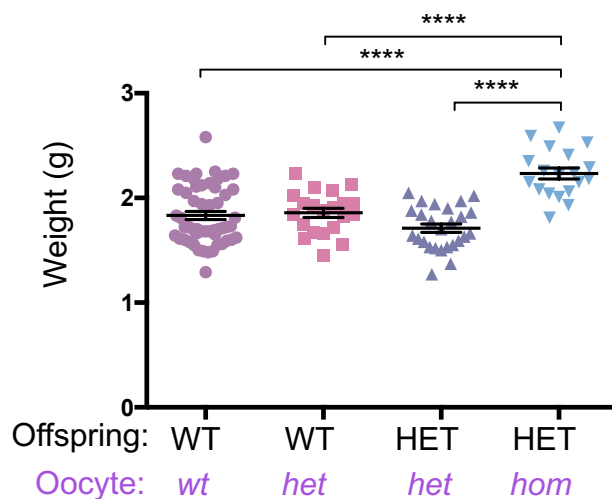 ****
****
****
Weight (g)
3
2
1
0
Offspring: WT WT HET HET
Oocyte: wt het het hom